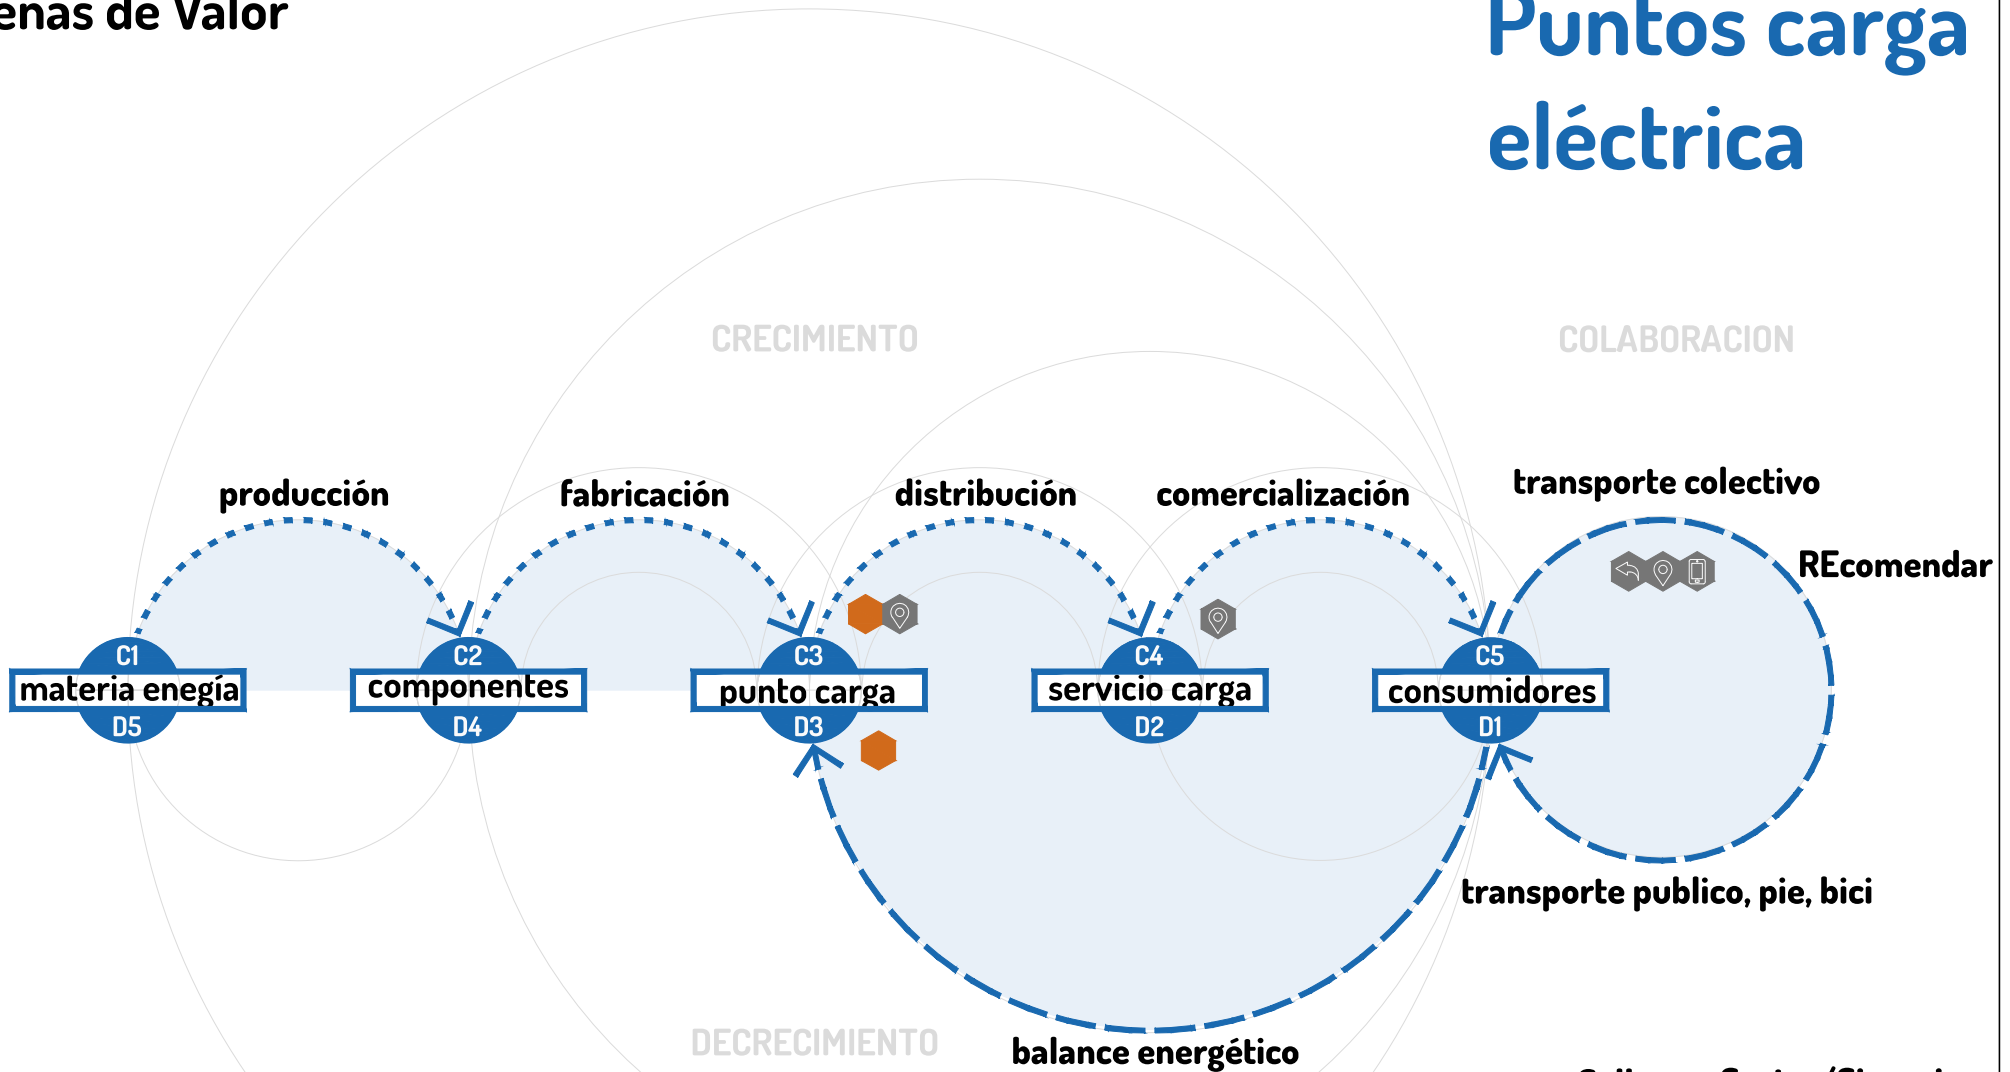 enas de Valor
Puntos carga
eléctrica
CRECIMIENTO
COLABORACION
producción
fabricación
distribución
comercialización
transporte colectivo
REcomendar
C1
materia enegía
D5
C2
componentes
D4
C3
punto carga
D3
C4
servicio carga
D2
C5
consumidores
D1
transporte publico, pie, bici
DECRECIMIENTO
balance energético